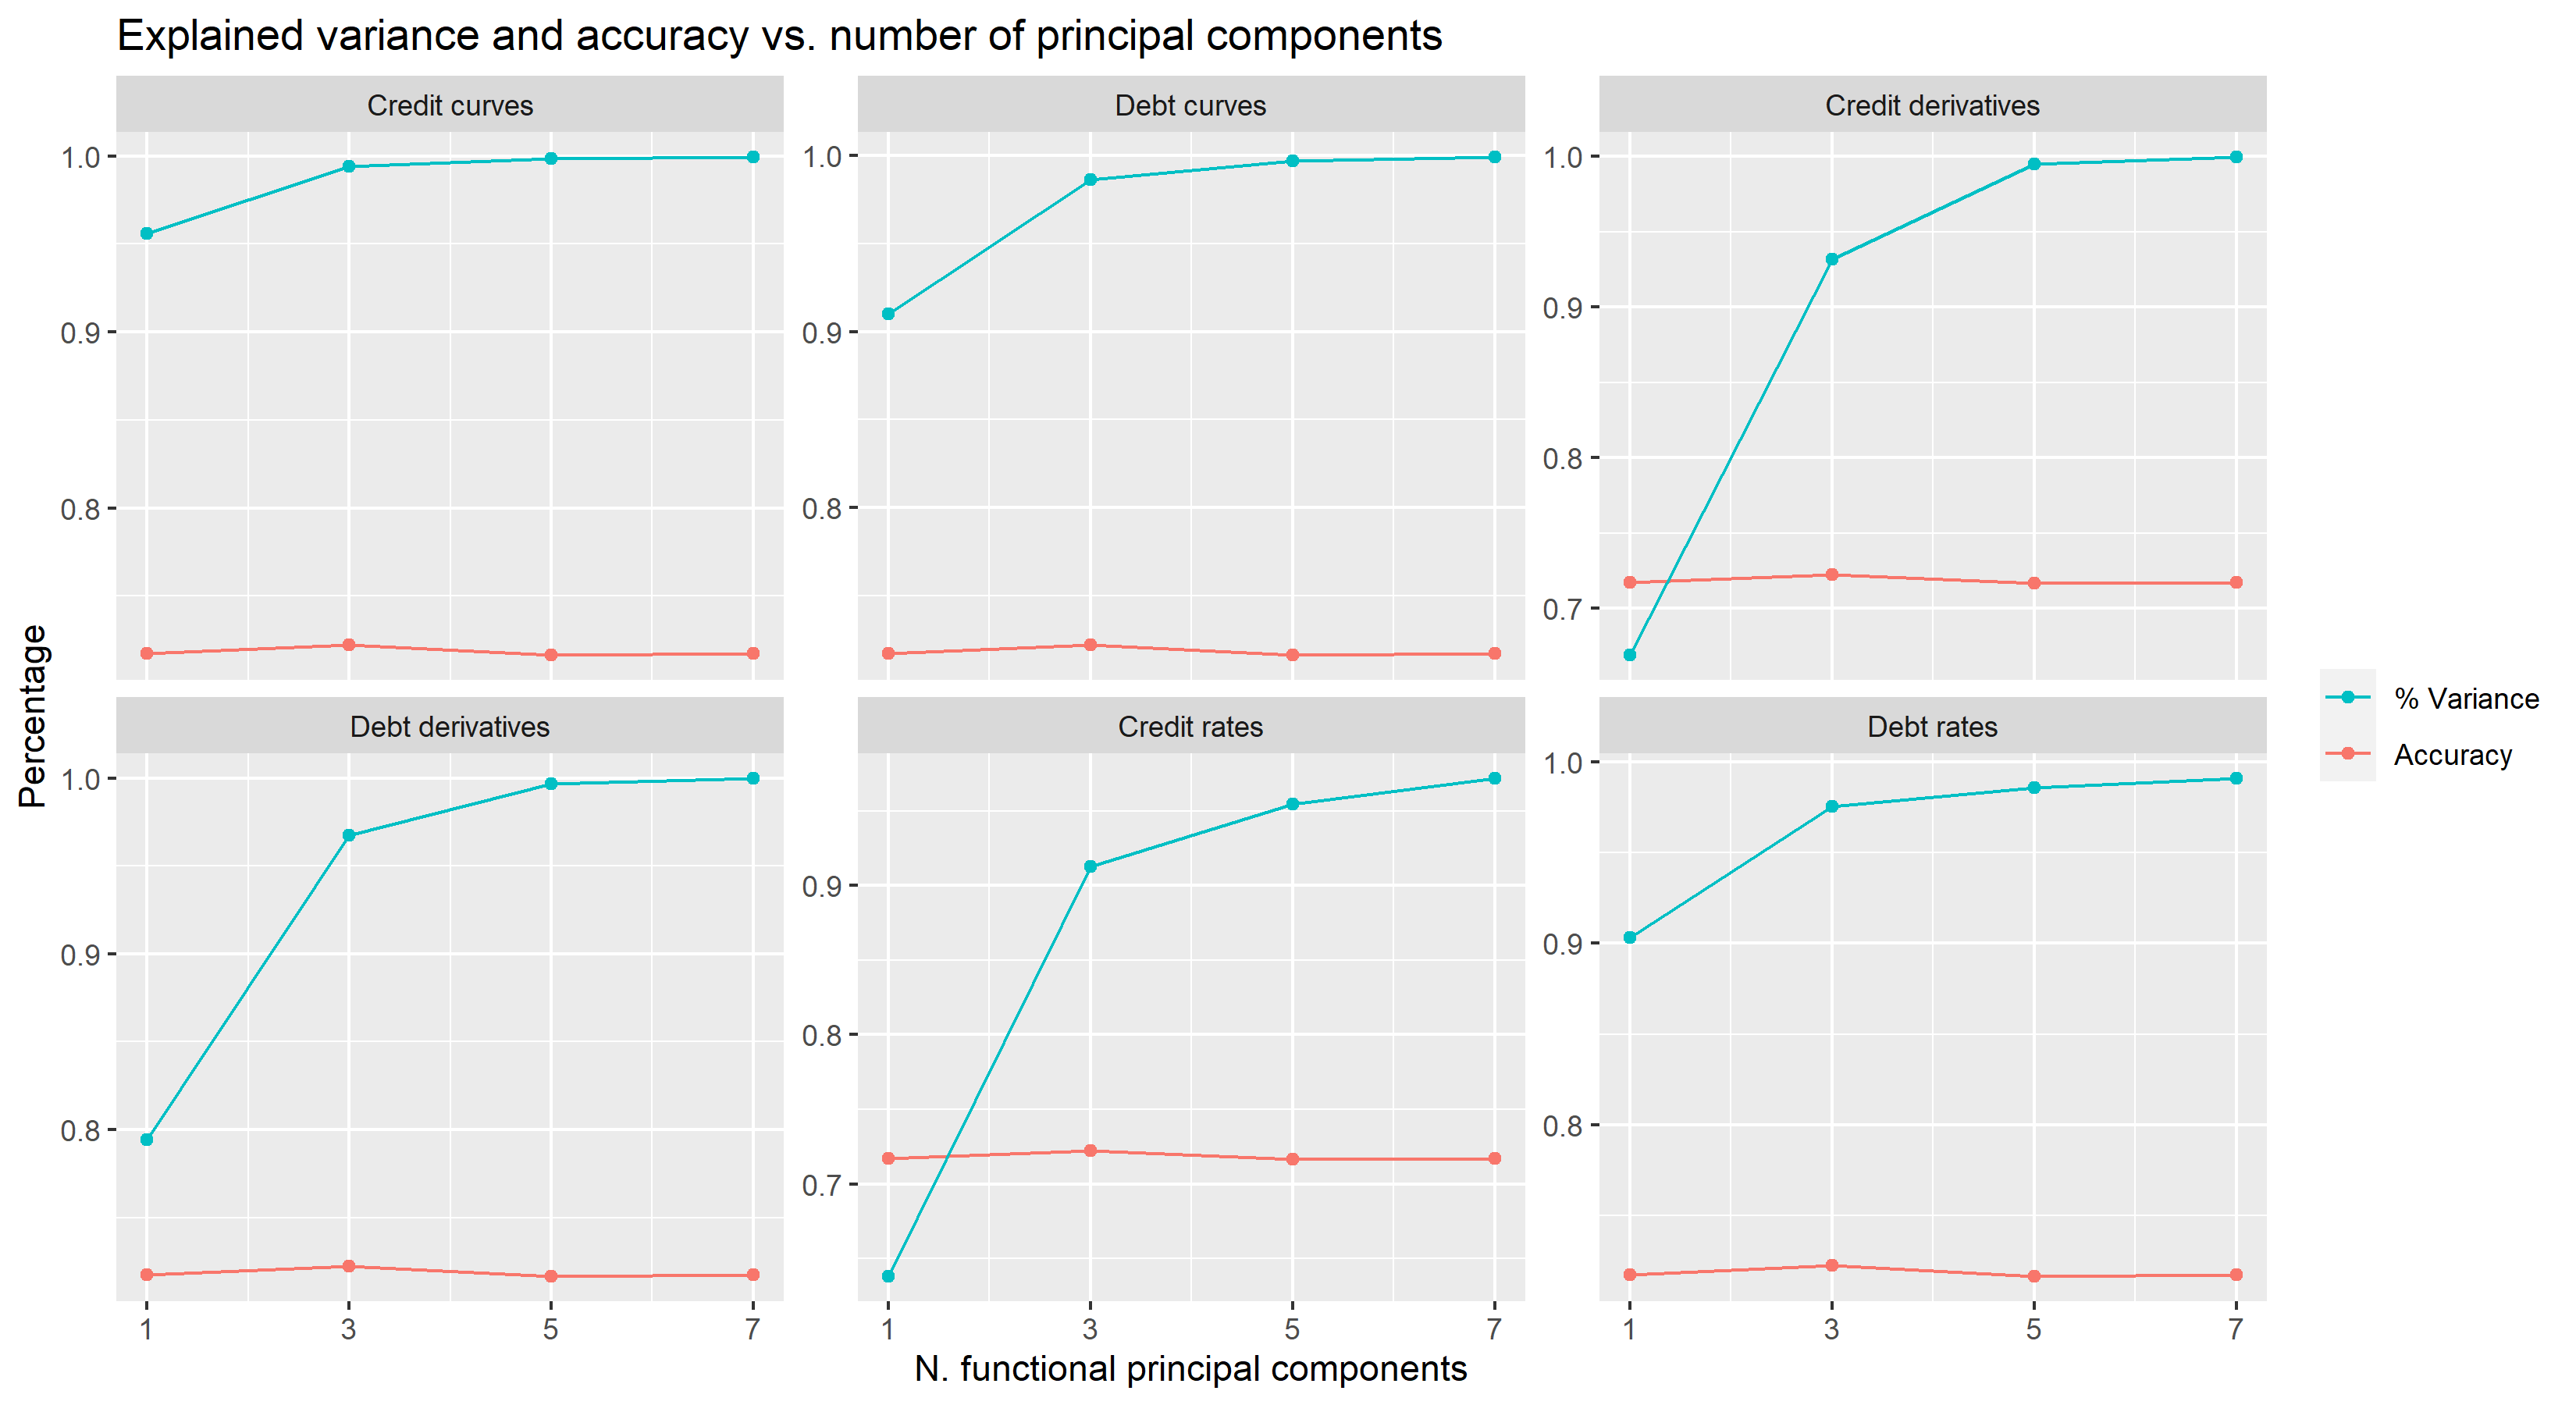 Explained variance and accuracy vs. number of principal components
Credit curves
Debt curves
Credit derivatives
1.0
0.9
0.8
1.0
0.9
0.8
1.0
0.9
0.8
0.7
Percentage
Debt derivatives
Credit rates
Debt rates
1.0
0.9
0.8
0.9
0.8
0.7
1.0
0.9
0.8
1 3 5 7
1 3 5 7
1 3 5 7
N. functional principal components
% Variance
Accuracy